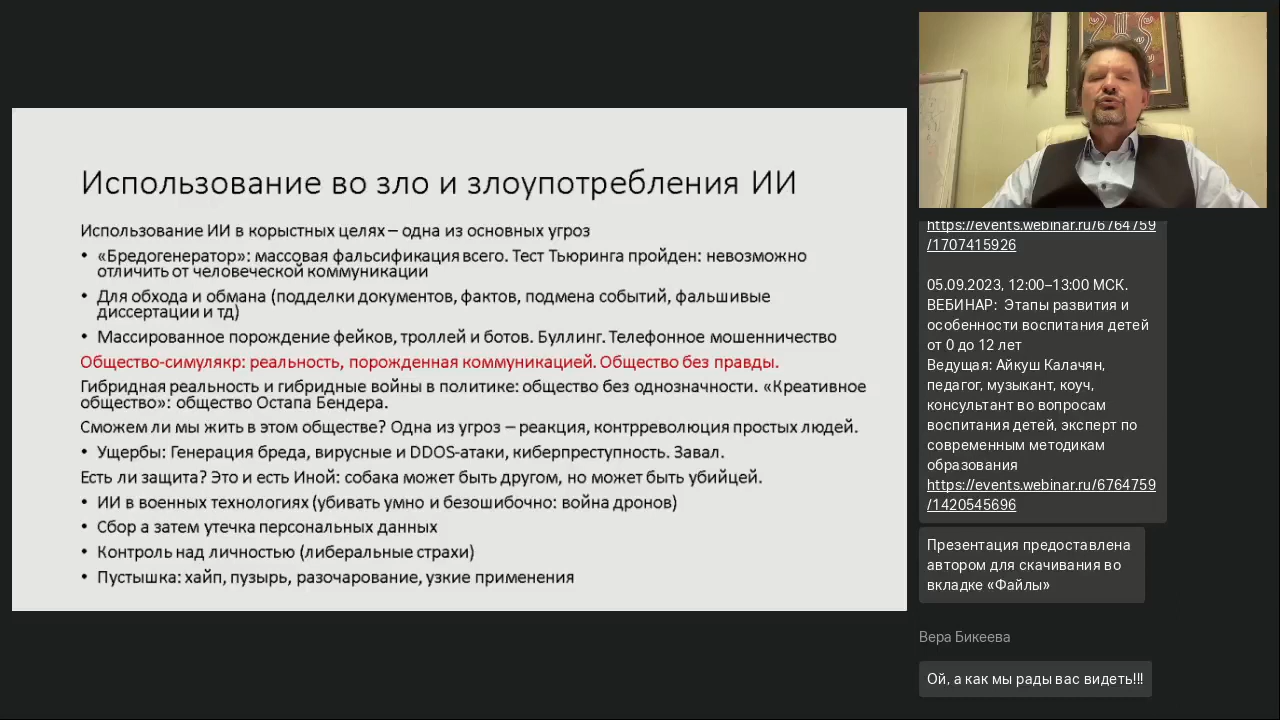 Использование во зло и злоупотребления ИИ
Использование ИИ в корыстных целях – одна из основных угроз
• «Бредогенератор»: массовая фальсификация всего. Тест Тьюринга пройден: невозможно
отличить от человеческой коммуникации
• Для обхода и обмана (подделки документов, фактов, подмена событий, фальшивые
диссертации и тд)
• Массированное порождение фейков, троллей и ботов. Буллинг. Телефонное мошенничество
Общество-симулякр: реальность, порожденная коммуникацией. Общество без правды.
Гибридная реальность и гибридные войны в политике: общество без однозначности. «Креативное
общество»: общество Остапа Бендера.
Сможем ли мы жить в этом обществе? Одна из угроз – реакция, контрреволюция простых людей.
• Ущербы: Генерация бреда, вирусные и DDOS-атаки, киберпреступность. Завал.
Есть ли защита? Это и есть Иной: собака может быть другом, но может быть убийцей.
• ИИ в военных технологиях (убивать умно и безошибочно: война дронов)
• Сбор а затем утечка персональных данных
• Контроль над личностью (либеральные страхи)
• Пустышка: хайп, пузырь, разочарование, узкие применения
https://events.webinar.ru/6764759
/1707415926
05.09.2023, 12:00–13:00 МСК.
ВЕБИНАР: Этапы развития и
особенности воспитания детей
от 0 до 12 лет
Ведущая: Айкуш Калачян,
педагог, музыкант, коуч,
консультант во вопросам
воспитания детей, эксперт по
современным методикам
образования
https://events.webinar.ru/6764759
/1420545696
Презентация предоставлена
автором для скачивания во
вкладке «Файлы»
Вера Бикеева
Ой, а как мы рады вас видеть!!!